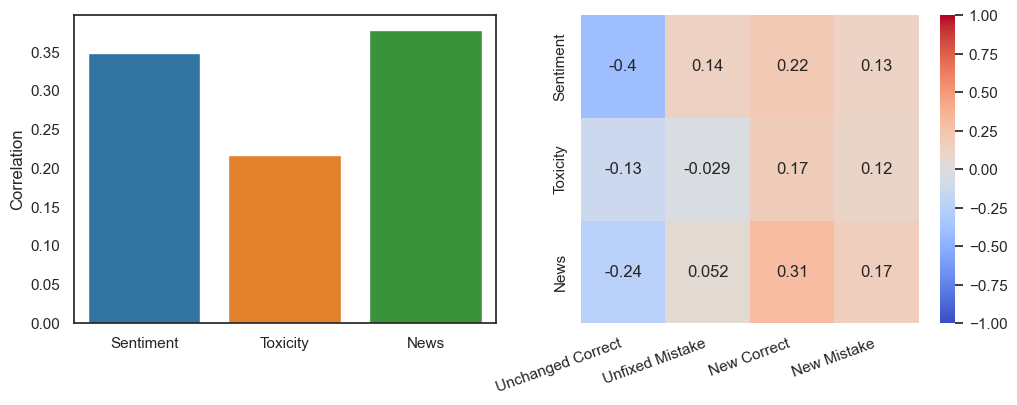 Correlation
0.35
0.30
0.25
0.20
0.15
0.10
0.05
0.00
Sentiment
Toxicity
News
Sentiment
Toxicity
News
-0.4
0.14
0.22
0.13
-0.13
-0.029
0.17
0.12
-0.24
0.052
0.31
0.17
Unchanged Correct
Unfixed Mistake
New Correct
New Mistake
1.00
0.75
0.50
0.25
0.00
−0.25
−0.50
−0.75
−1.00